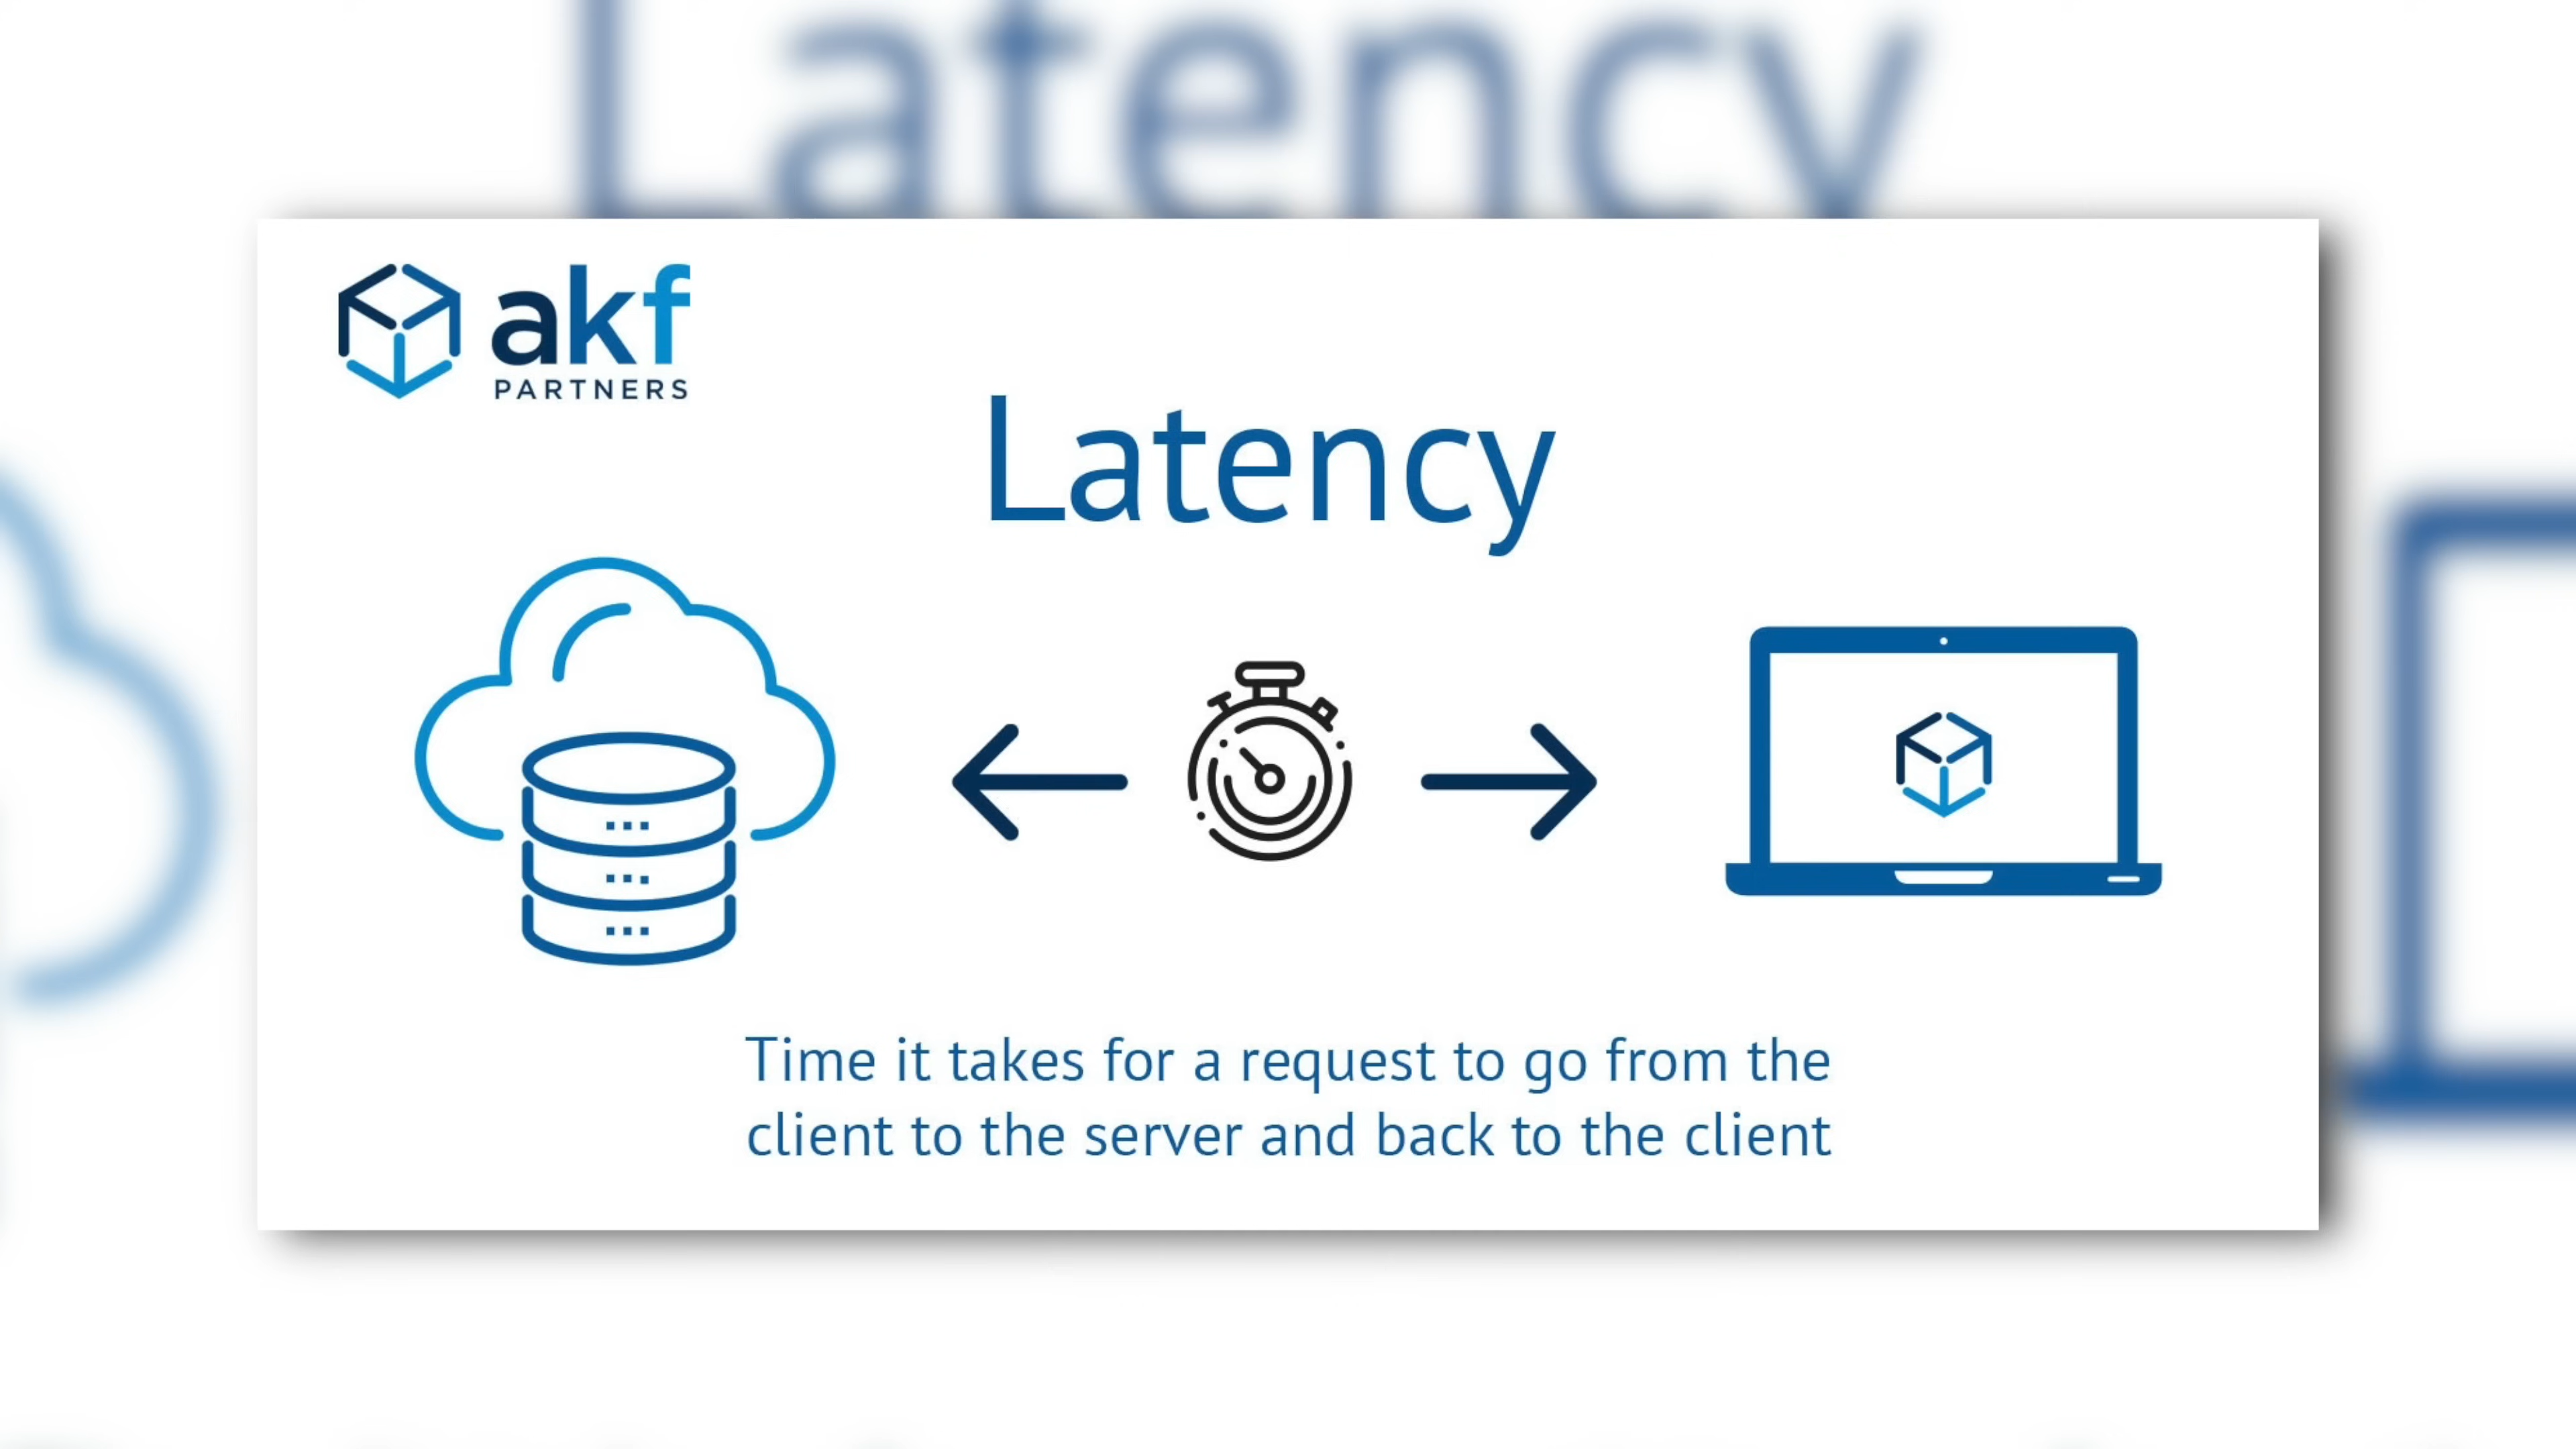 Latency
akf
PARTNERS
Latency
Time it takes for a request to go from the
client to the server and back to the client